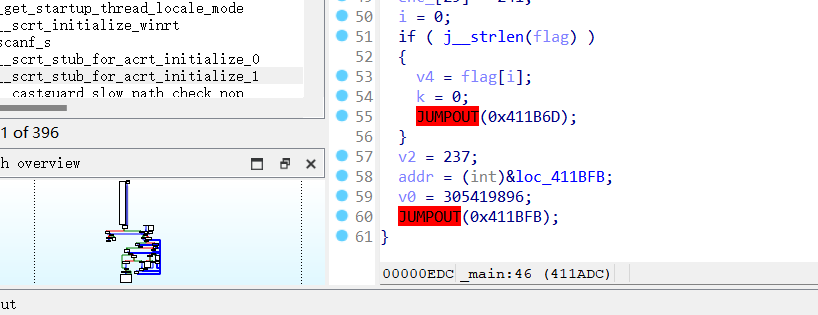 _get_startup_thread_locale_mode
__scrt_initialize_winrt
scanf_s
__scrt_stub_for_acrt_initialize_0
__scrt_stub_for_acrt_initialize_1
1 of 396
h overview
50 i = 0;
51 if ( j__strlen(flag) )
52 {
53 v4 = flag[i];
54 k = 0;
55 JUMPOUT(0x411B6D);
56 }
57 v2 = 237;
58 addr = (int)&loc_411BFB;
59 v0 = 305419896;
60 JUMPOUT(0x411BFB);
61 }
00000EDC _main:46 (411ADC)
ut